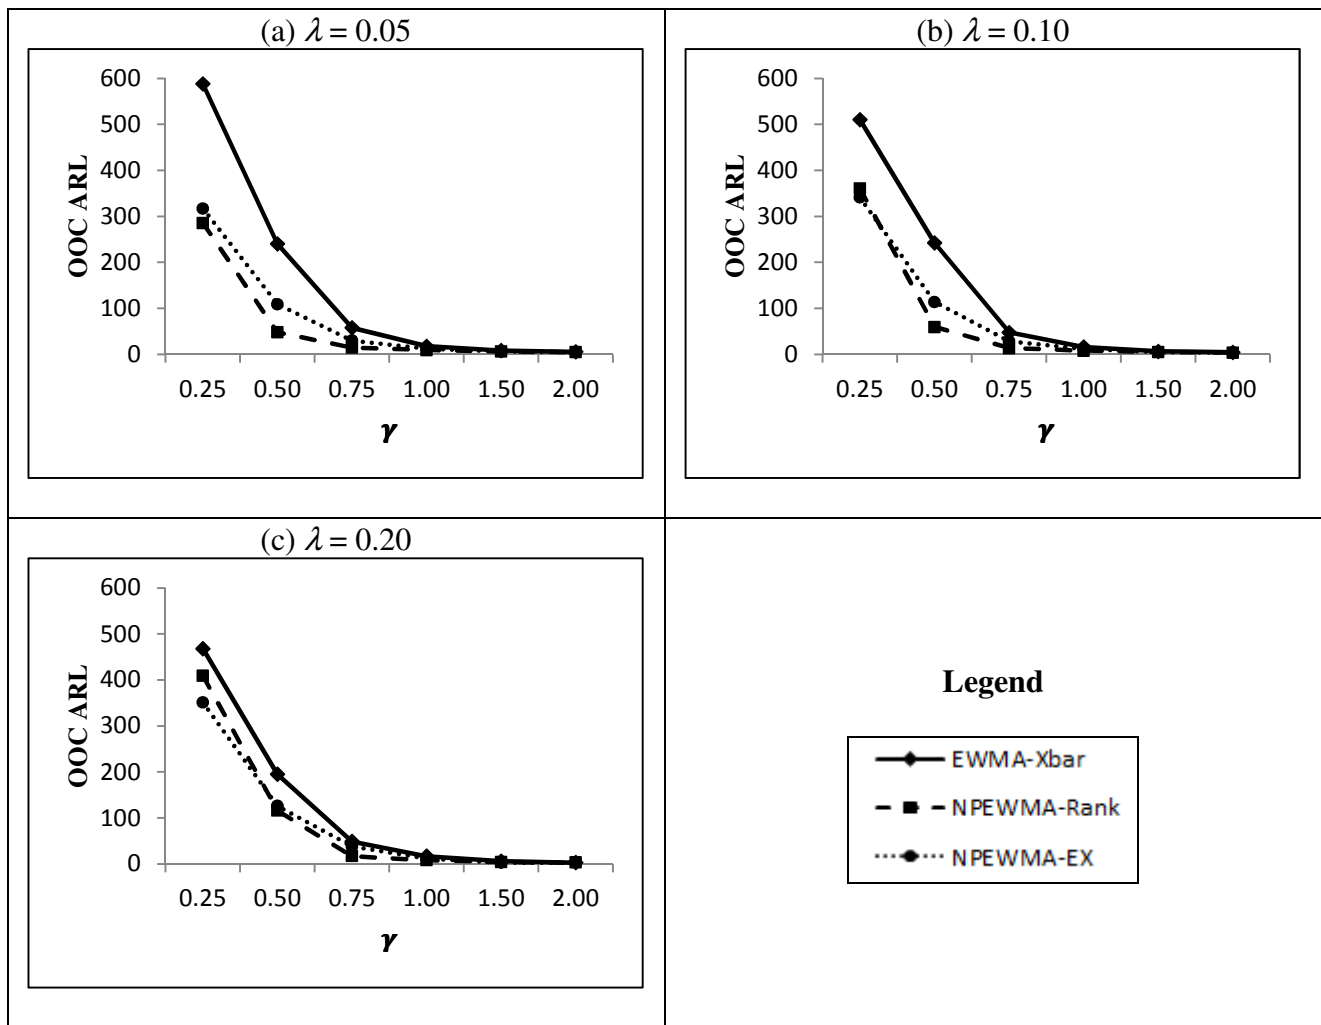 (a) λ = 0.05
600
500
400
300
200
100
0
OOC ARL
0.25 0.50 0.75 1.00 1.50 2.00
γ
(b) λ = 0.10
600
500
400
300
200
100
0
OOC ARL
0.25 0.50 0.75 1.00 1.50 2.00
γ
(c) λ = 0.20
600
500
400
300
200
100
0
OOC ARL
0.25 0.50 0.75 1.00 1.50 2.00
γ
Legend
EWMA-Xbar
NPEWMA-Rank
NPEWMA-EX